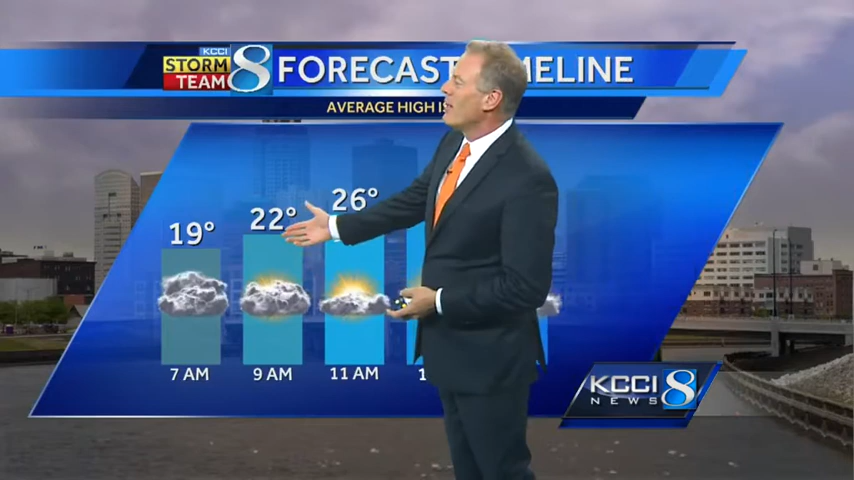 KCCI
STORM
TEAM
8
FORECAST
AVERAGE HIGH IS
19°
22°
26°
7 AM
9 AM
11 AM
KCCI 8
NEWS